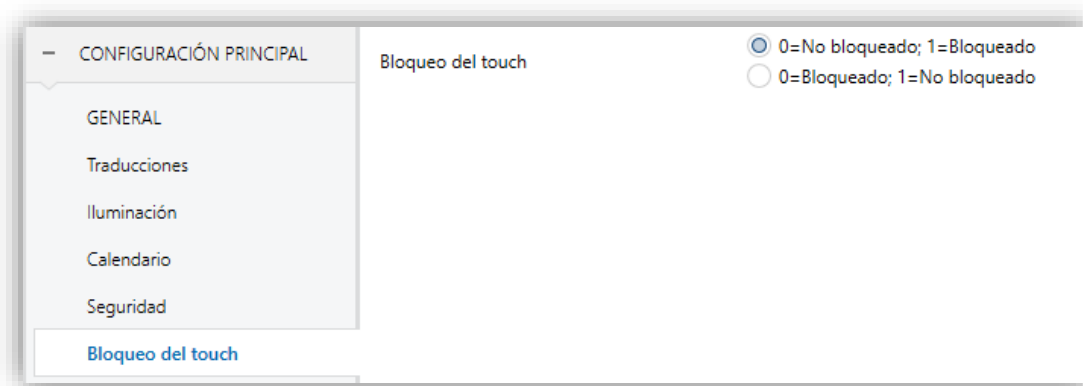 CONFIGURACIÓN PRINCIPAL
GENERAL
Traducciones
Iluminación
Calendario
Seguridad
Bloqueo del touch
Bloqueo del touch
0=No bloqueado; 1=Bloqueado
0=Bloqueado; 1=No bloqueado